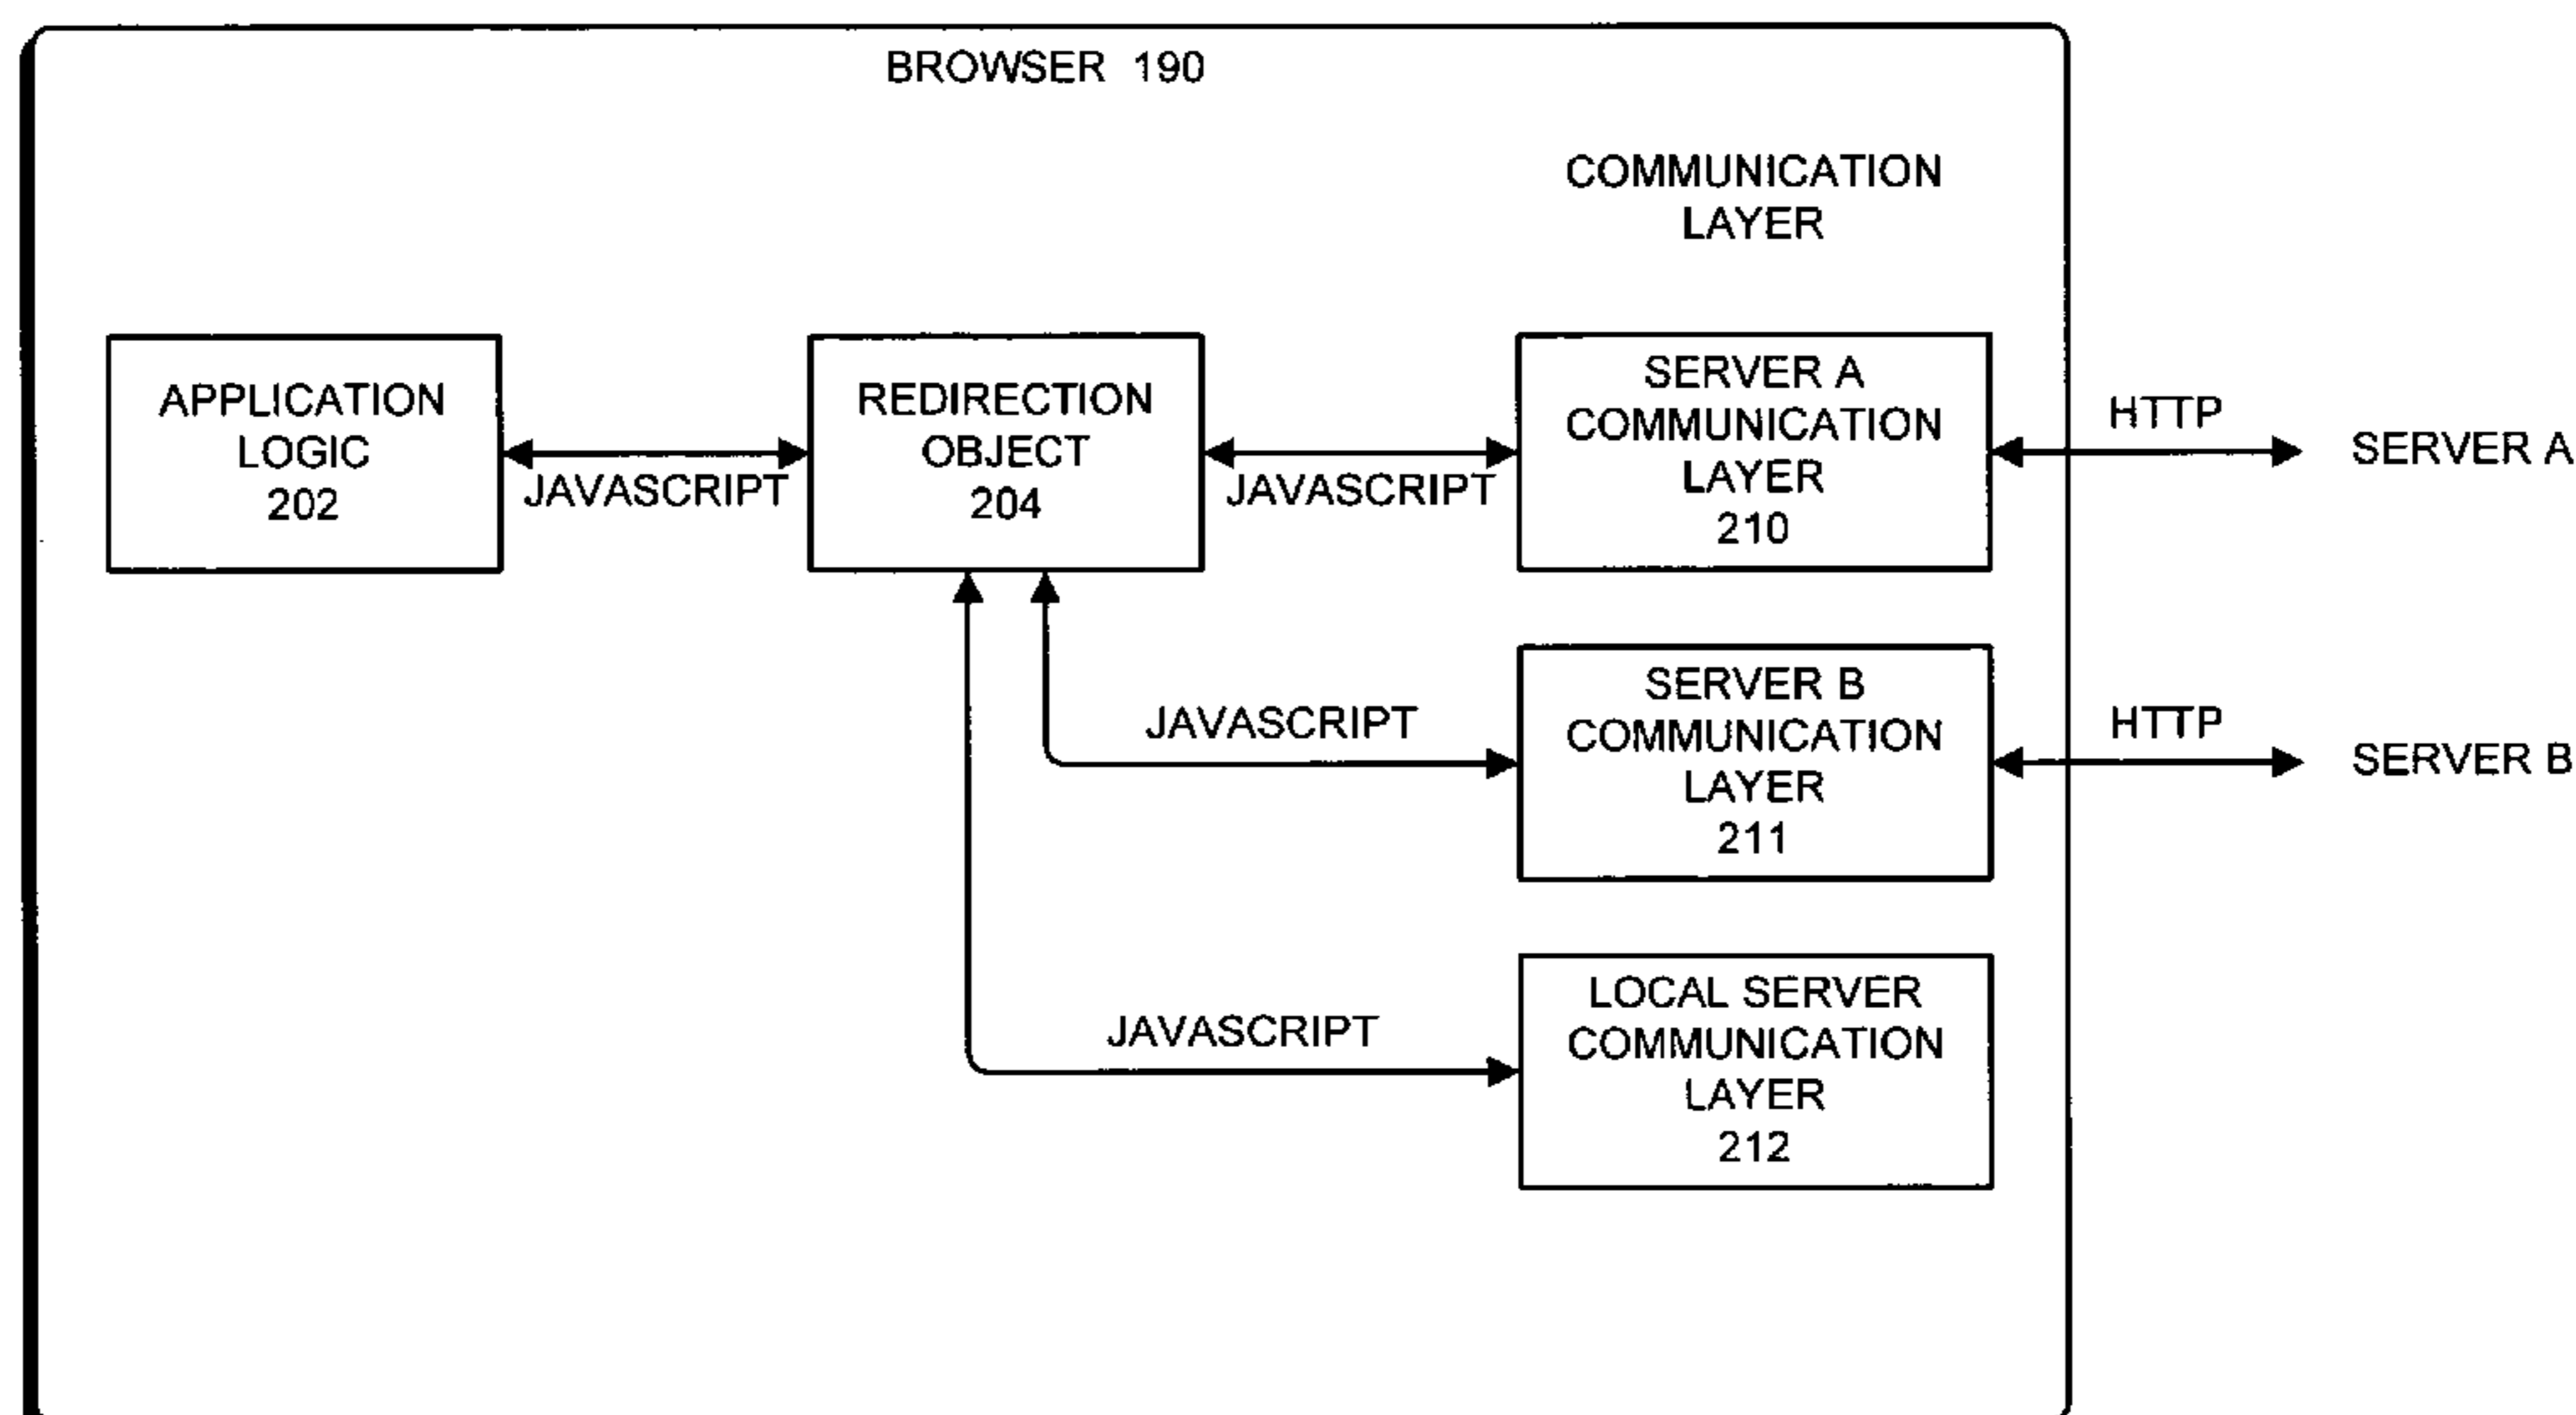 BROWSER 190
COMMUNICATION
LAYER
APPLICATION
LOGIC
202
JAVASCRIPT
REDIRECTION
OBJECT
204
JAVASCRIPT
SERVER A
COMMUNICATION
LAYER
210
HTTP
SERVER A
JAVASCRIPT
SERVER B
COMMUNICATION
LAYER
211
HTTP
SERVER B
JAVASCRIPT
LOCAL SERVER
COMMUNICATION
LAYER
212